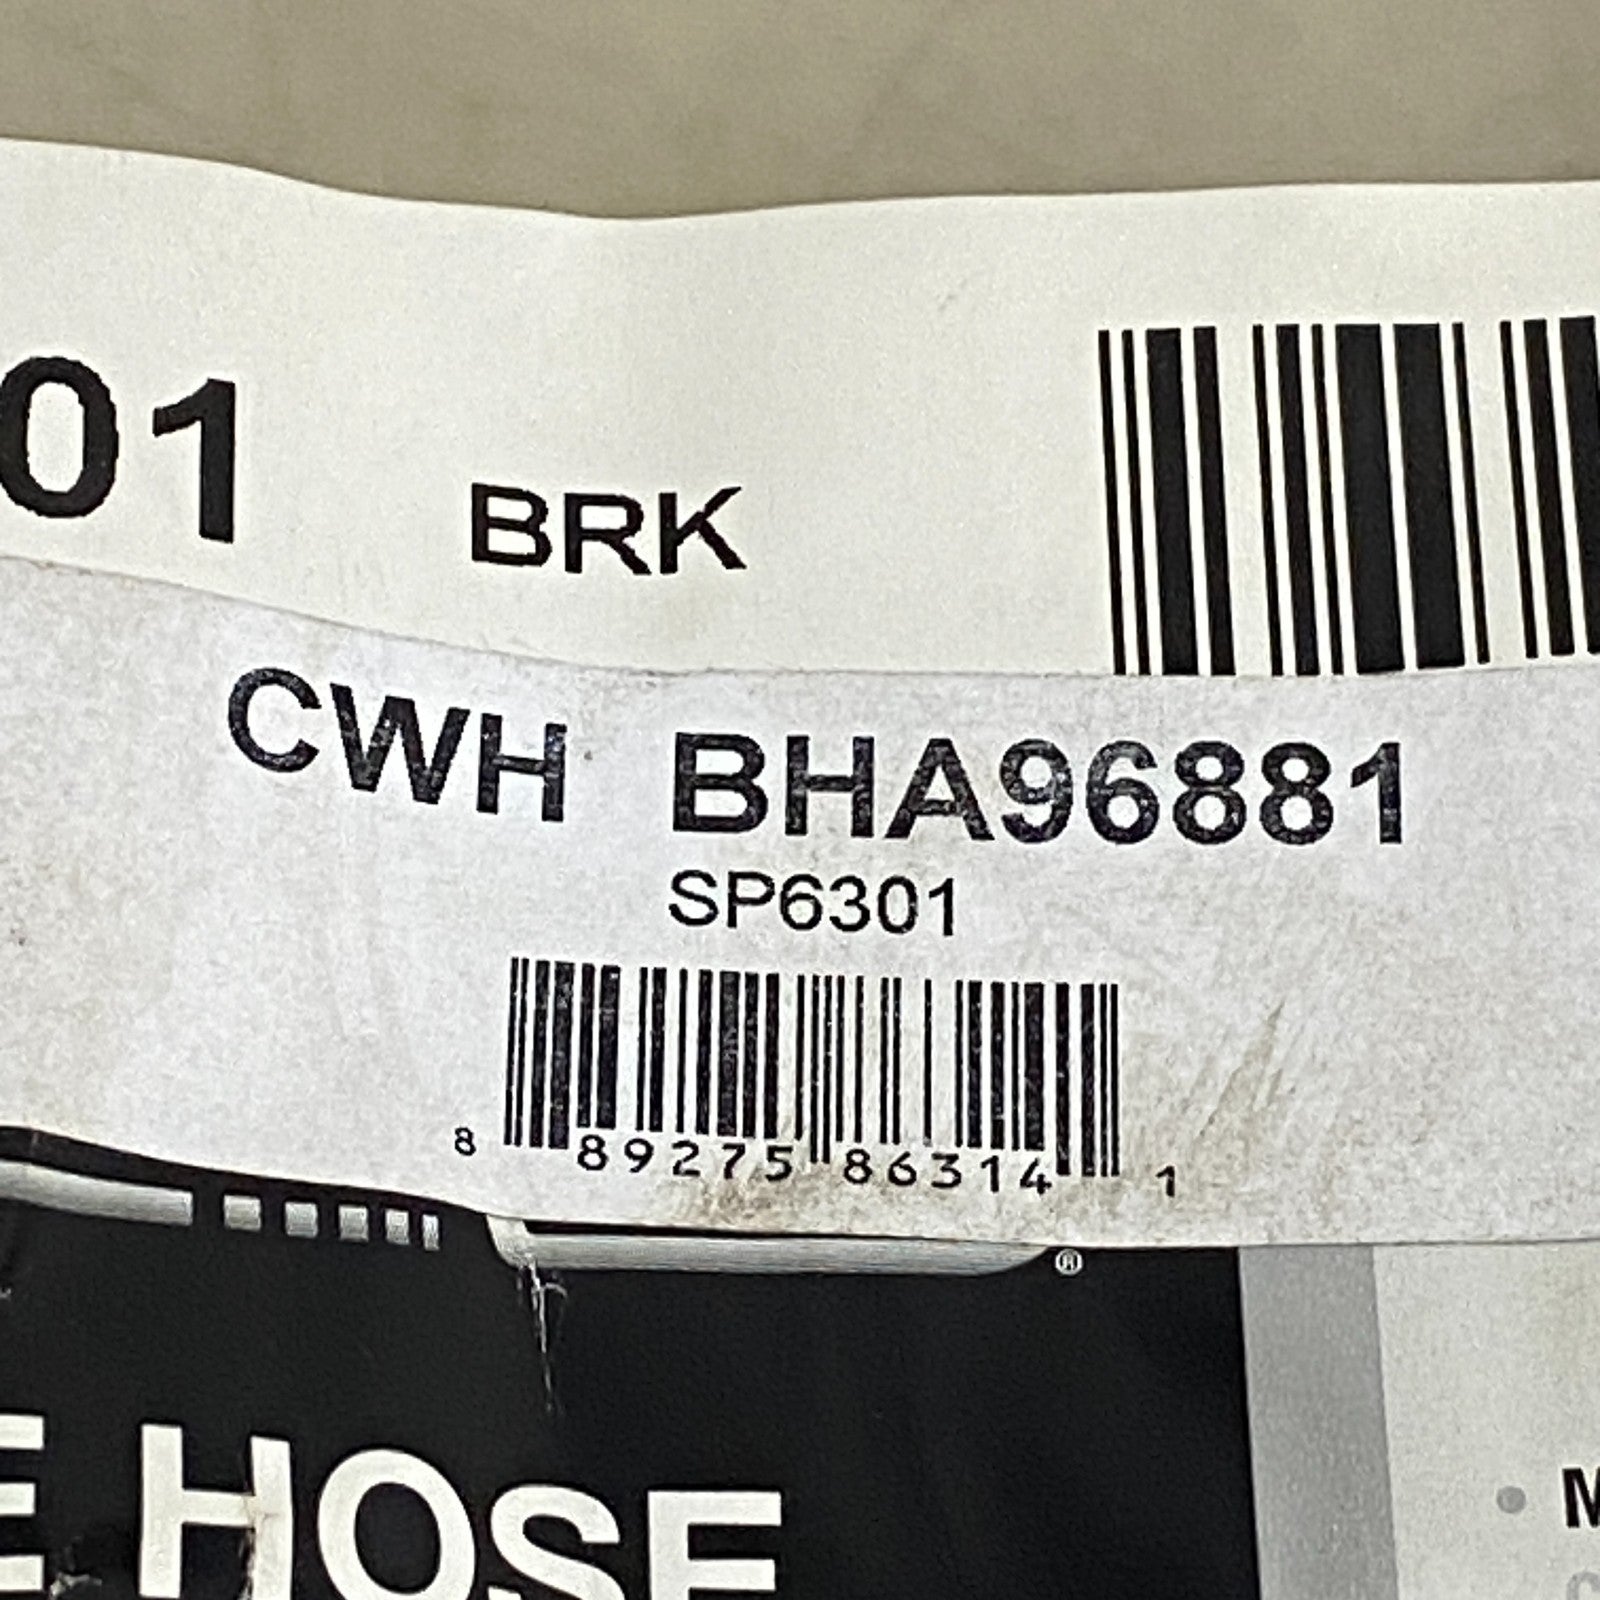 01 BRK
CWH BHA96881
SP6301
8 89275 86314 1
®
E HOSE
• M